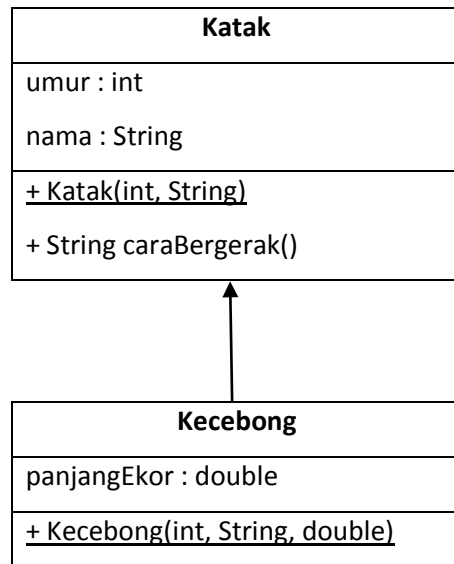 Katak
umur : int
nama : String
+ Katak(int, String)
+ String caraBergerak()
Kecebong
panjangEkor : double
+ Kecebong(int, String, double)